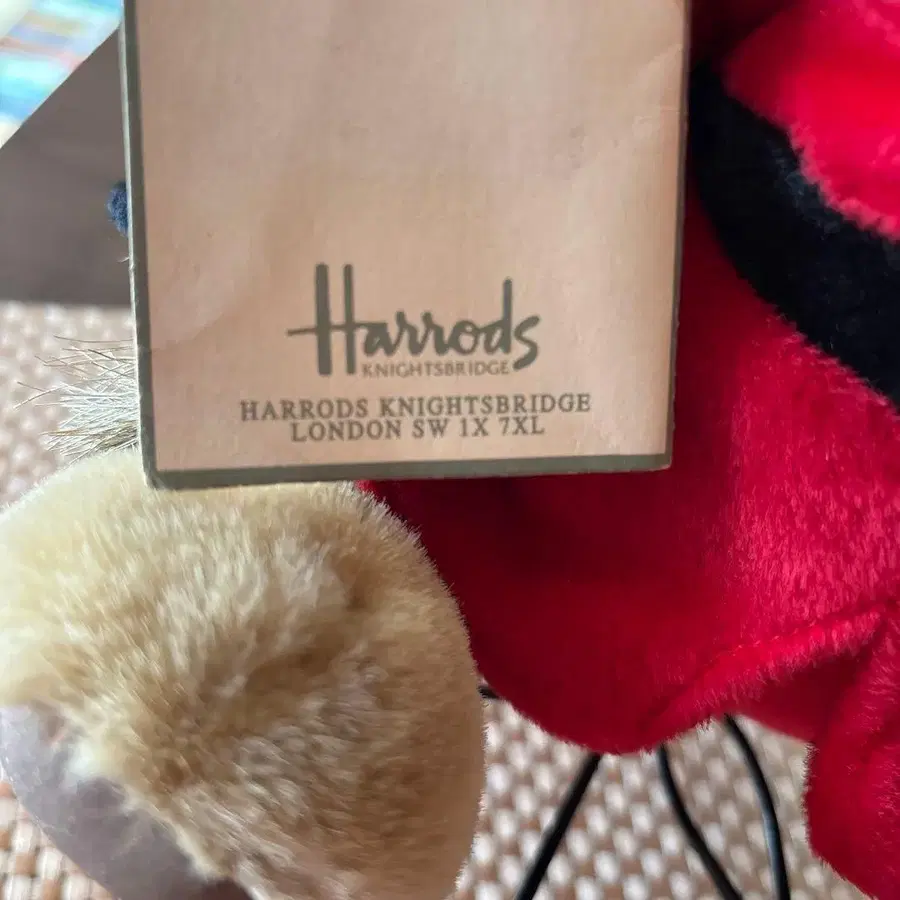 Harrods
KNIGHTSBRIDGE
HARRODS KNIGHTSBRIDGE
LONDON SW 1X 7XL